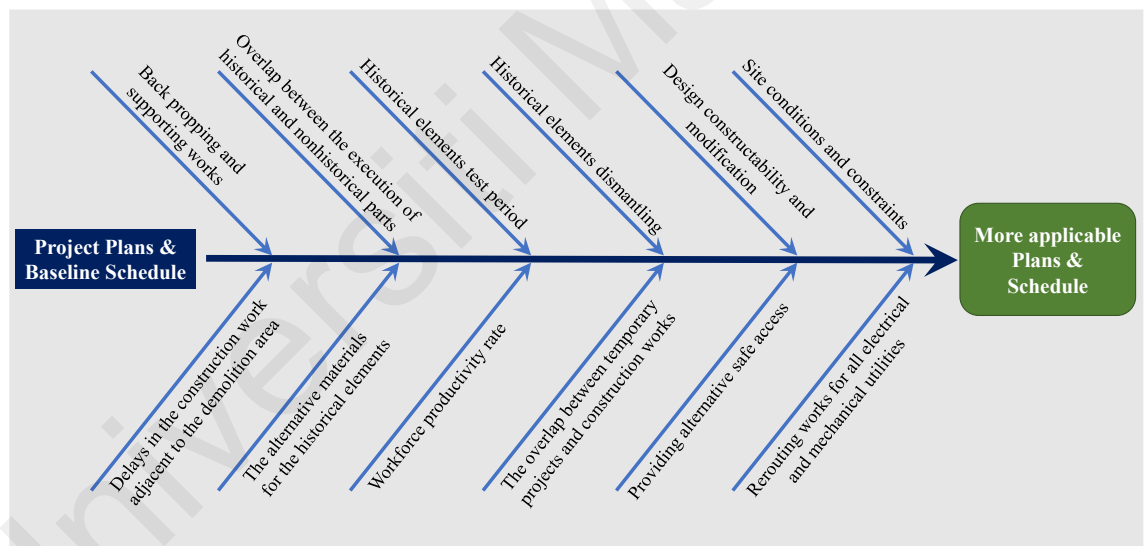 Back propping and
supporting works
Overlap between the execution of
historical and nonhistorical parts
Historical elements test period
Historical elements dismantling
Design constructability and
modification
Site conditions and constraints
Project Plans &
Baseline Schedule
More applicable
Plans &
Schedule
Delays in the construction work
adjacent to the demolition area
The alternative materials
for the historical elements
Workforce productivity rate
The overlap between temporary
projects and construction works
Providing alternative safe access
Rerouting works for all electrical
and mechanical utilities
Universiti M